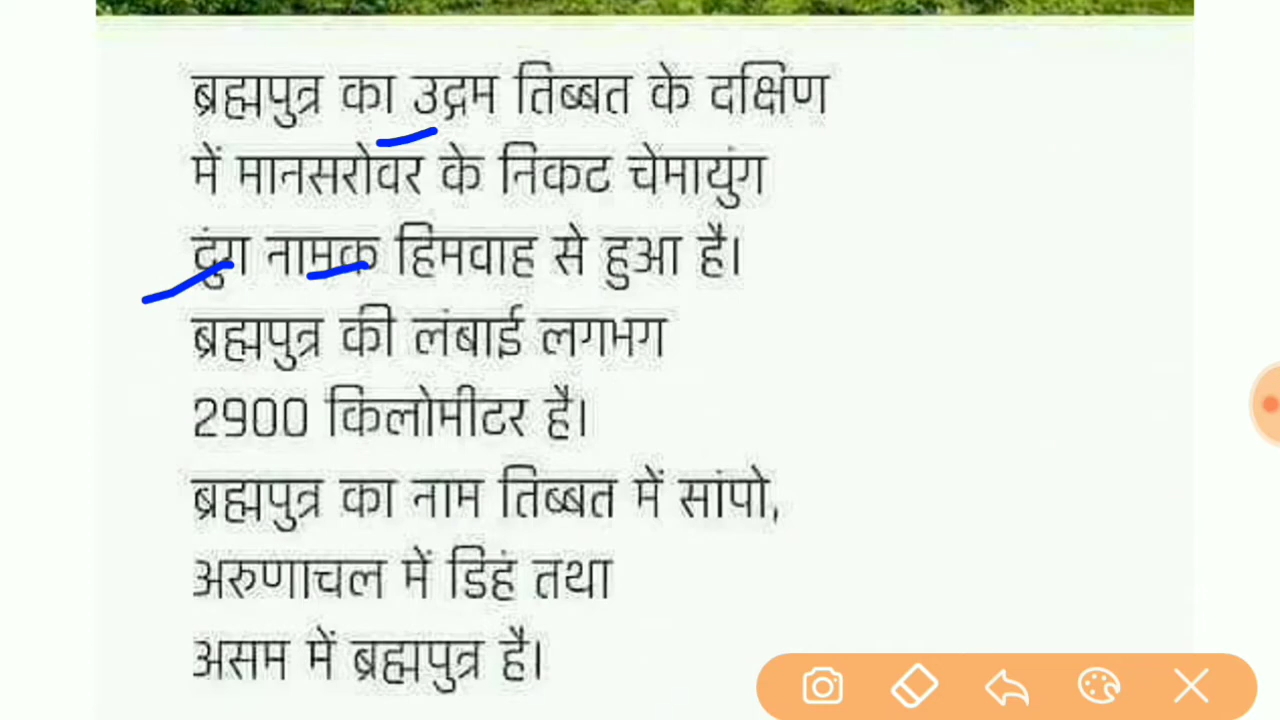 ब्रह्मपुत्र का उद्गम तिब्बत के दक्षिण
में मानसरोवर के निकट चेमायुंग
दुंग नामक हिमवाह से हुआ है।
ब्रह्मपुत्र की लंबाई लगभग
2900 किलोमीटर है।
ब्रह्मपुत्र का नाम तिब्बत में सांपो,
अरुणाचल में डिहं तथा
असम में ब्रह्मपुत्र है।